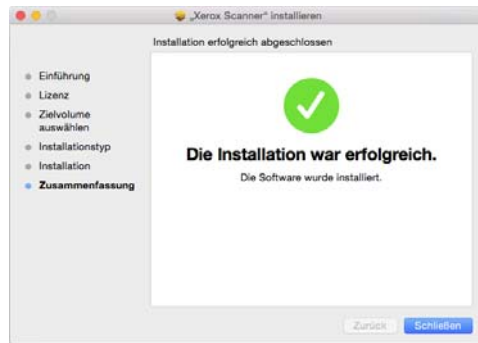 „Xerox Scanner“ installieren
Installation erfolgreich abgeschlossen
Einführung
Lizenz
Zielvolume
auswählen
Installationstyp
Installation
Zusammenfassung
Die Installation war erfolgreich.
Die Software wurde installiert.
Zurück
Schließen